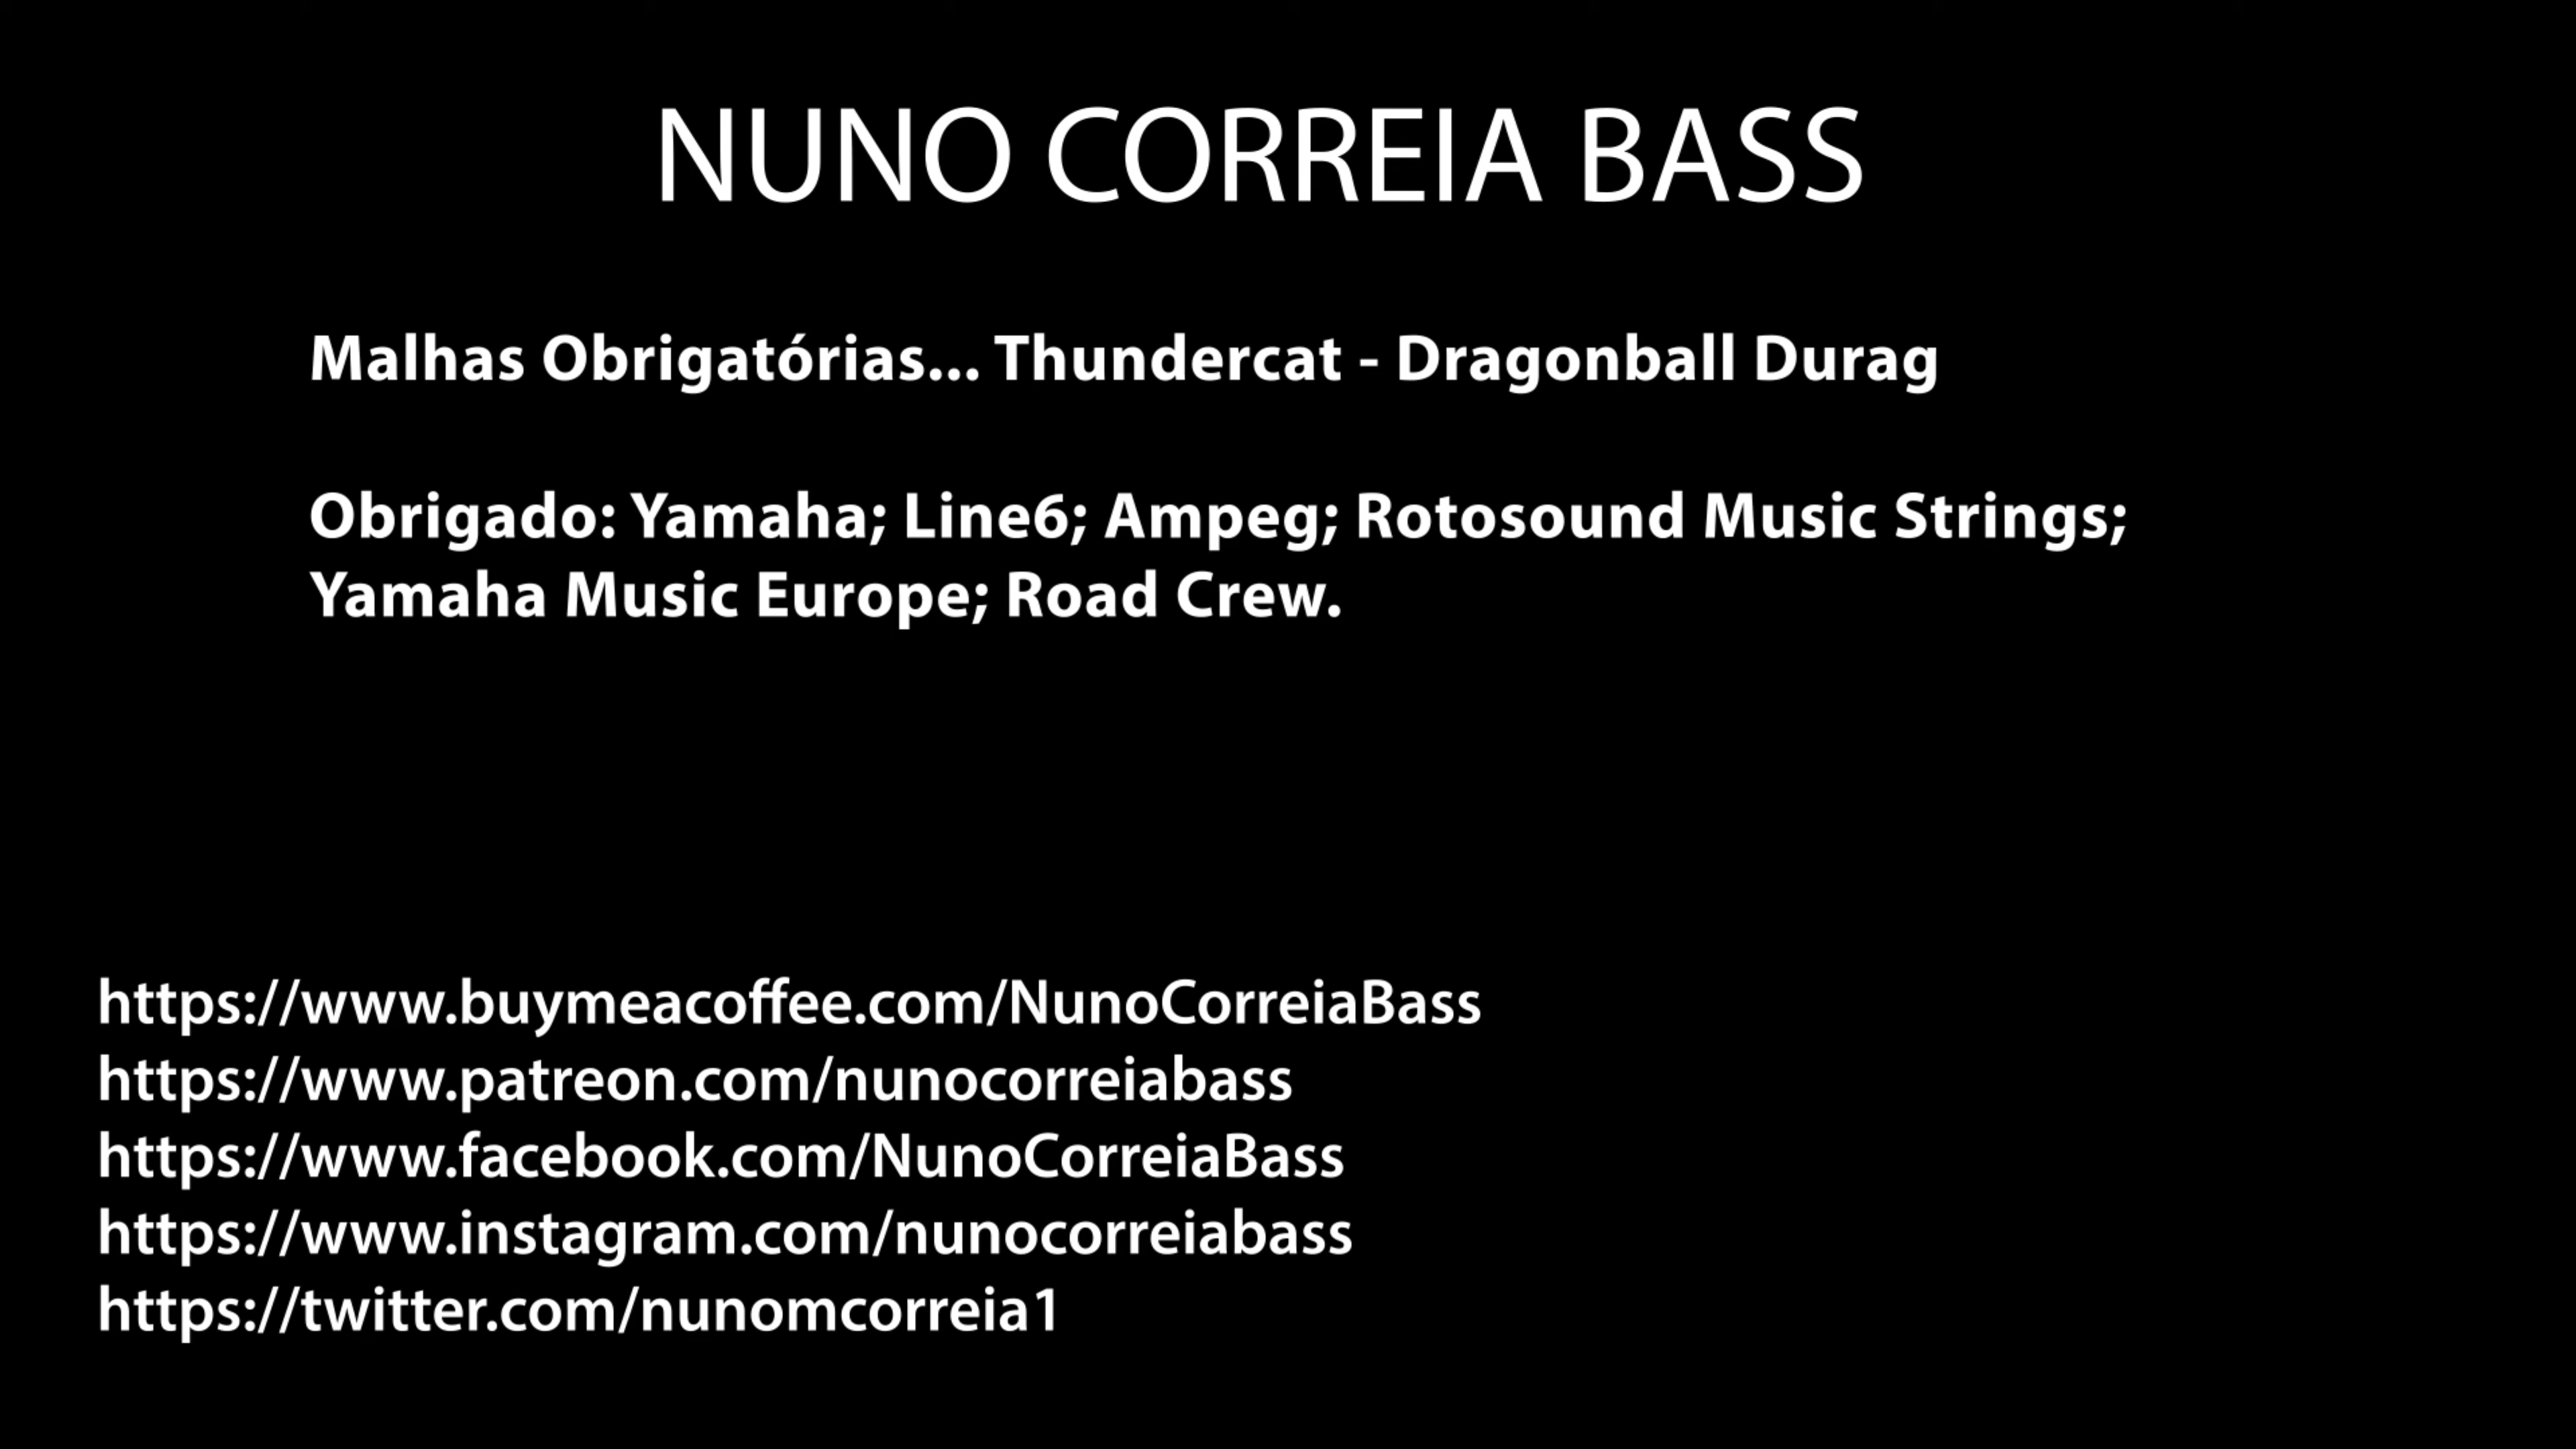 NUNO CORREIA BASS
Malhas Obrigatórias... Thundercat - Dragonball Durag
Obrigado: Yamaha; Line6; Ampeg; Rotosound Music Strings;
Yamaha Music Europe; Road Crew.
https://www.buymeacoffee.com/NunoCorreiaBass
https://www.patreon.com/nunocorreiabass
https://www.facebook.com/NunoCorreiaBass
https://www.instagram.com/nunocorreiabass
https://twitter.com/nunomcorreia1